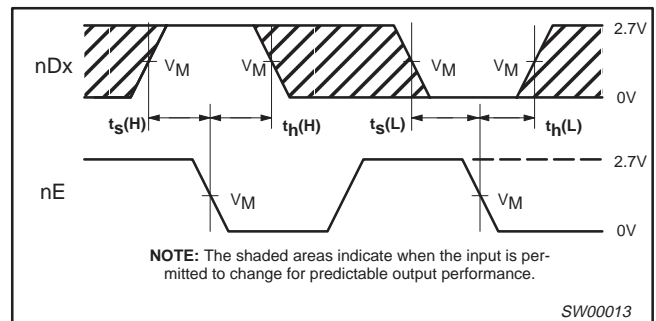 2.7V
nDx
VM VM VM VM
0V
ts(H) th(H) ts(L) th(L)
2.7V
nE
VM VM
0V
NOTE: The shaded areas indicate when the input is per-
mitted to change for predictable output performance.
SW00013